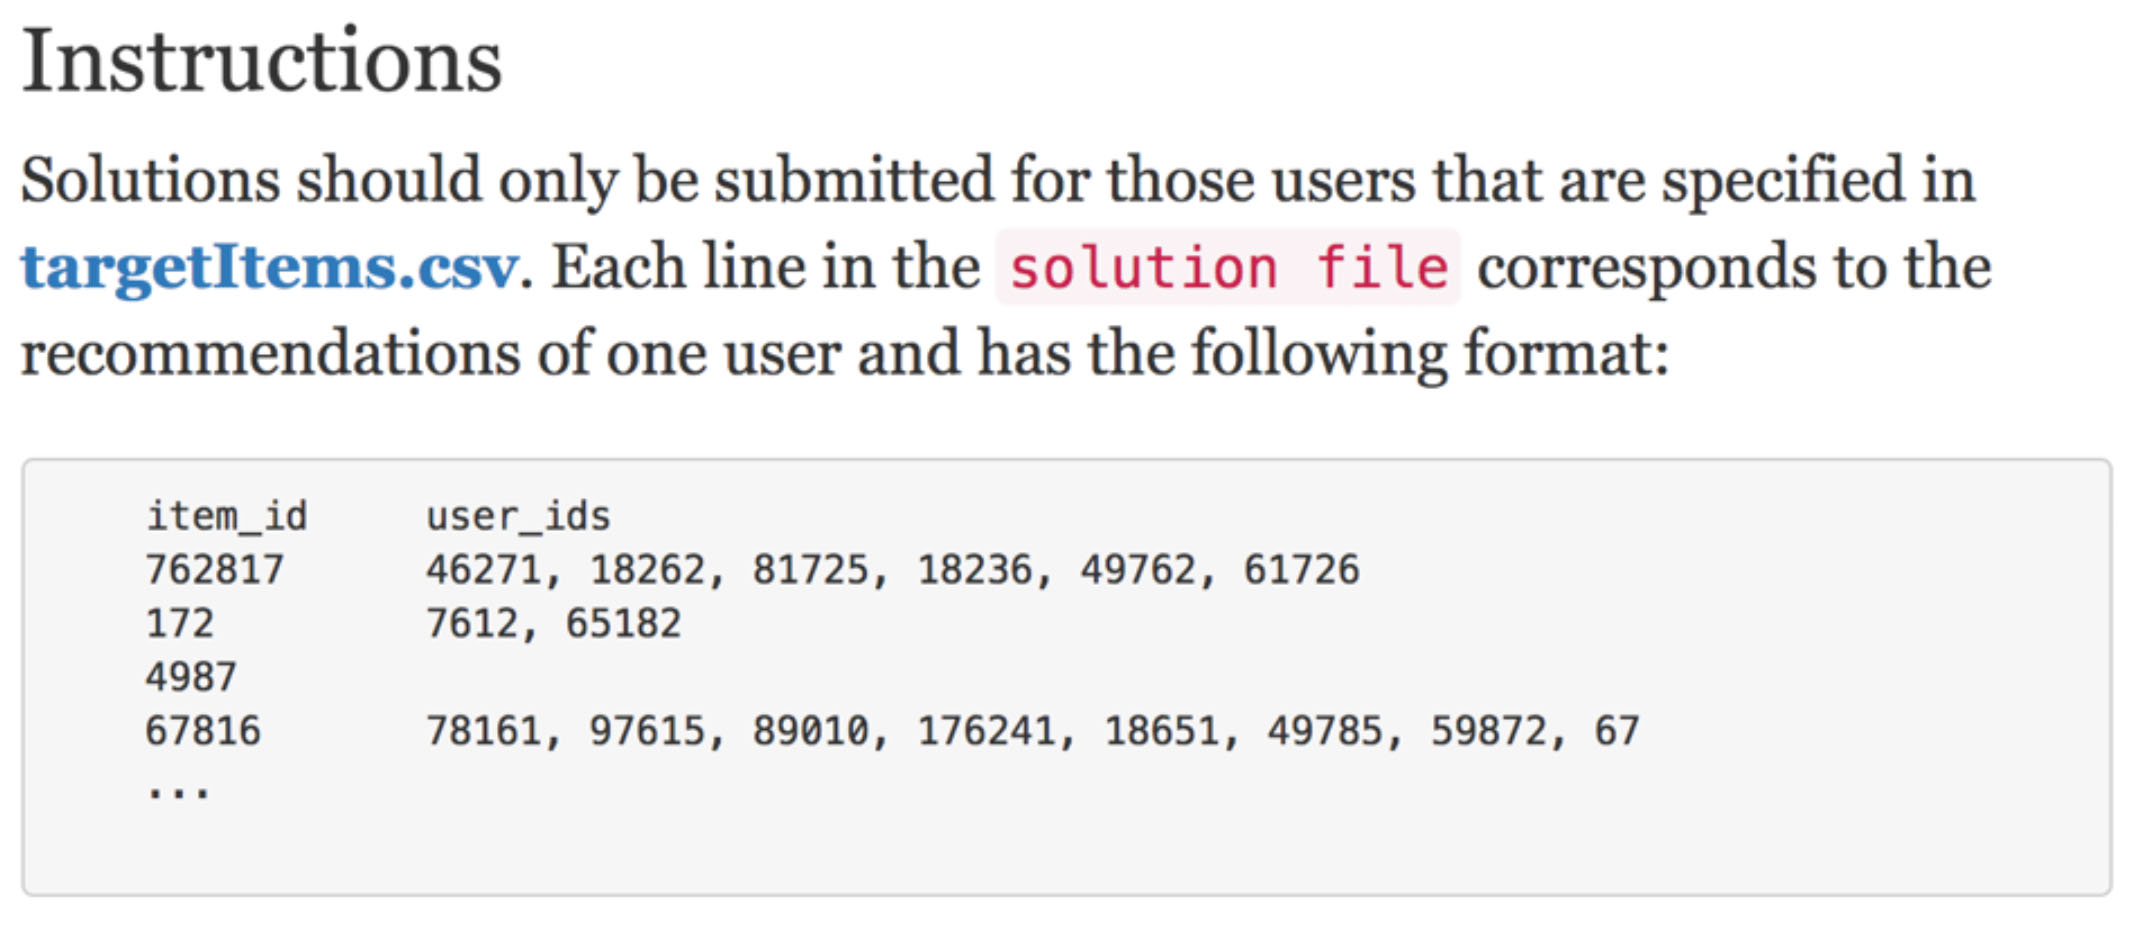 Instructions
Solutions should only be submitted for those users that are specified in
targetItems.csv. Each line in the solution file corresponds to the
recommendations of one user and has the following format:
item_id user_ids
762817 46271, 18262, 81725, 18236, 49762, 61726
172 7612, 65182
4987
67816 78161, 97615, 89010, 176241, 18651, 49785, 59872, 67
...